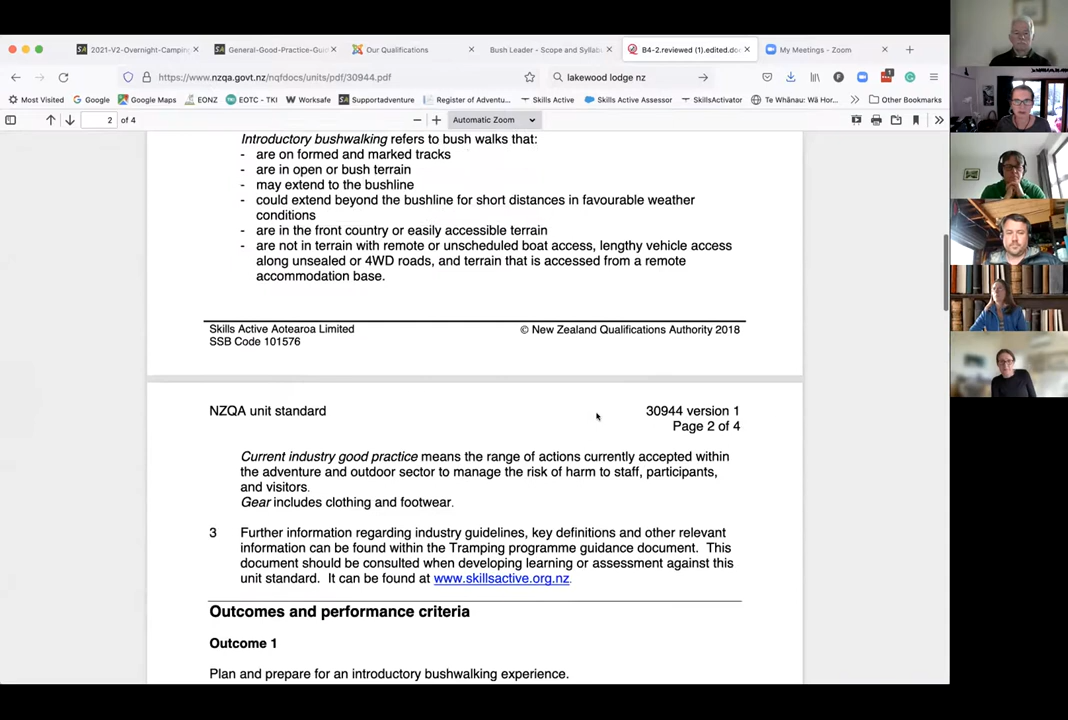 2021-V2-Overnight-Camping
General-Good-Practice-Gui
Our Qualifications
Bush Leader - Scope and Syllab
B4-2.reviewed (1).edited.do
My Meetings - Zoom
https://www.nzqa.govt.nz/nqfdocs/units/pdf/30944.pdf
lakewood lodge nz
Most Visited
Google
Google Maps
EONZ
EOTC - TKI
Worksafe
Supportadventure
Register of Adventu...
Skills Active
Skills Active Assessor
SkillsActivator
Te Whānau: Wā Hor...
Other Bookmarks
2 of 4
Automatic Zoom
Introductory bushwalking refers to bush walks that:
- are on formed and marked tracks
- are in open or bush terrain
- may extend to the bushline
- could extend beyond the bushline for short distances in favourable weather
conditions
- are in the front country or easily accessible terrain
- are not in terrain with remote or unscheduled boat access, lengthy vehicle access
along unsealed or 4WD roads, and terrain that is accessed from a remote
accommodation base.
Skills Active Aotearoa Limited
SSB Code 101576
© New Zealand Qualifications Authority 2018
NZQA unit standard
30944 version 1
Page 2 of 4
Current industry good practice means the range of actions currently accepted within
the adventure and outdoor sector to manage the risk of harm to staff, participants,
and visitors.
Gear includes clothing and footwear.
3 Further information regarding industry guidelines, key definitions and other relevant
information can be found within the Tramping programme guidance document. This
document should be consulted when developing learning or assessment against this
unit standard. It can be found at www.skillsactive.org.nz.
Outcomes and performance criteria
Outcome 1
Plan and prepare for an introductory bushwalking experience.